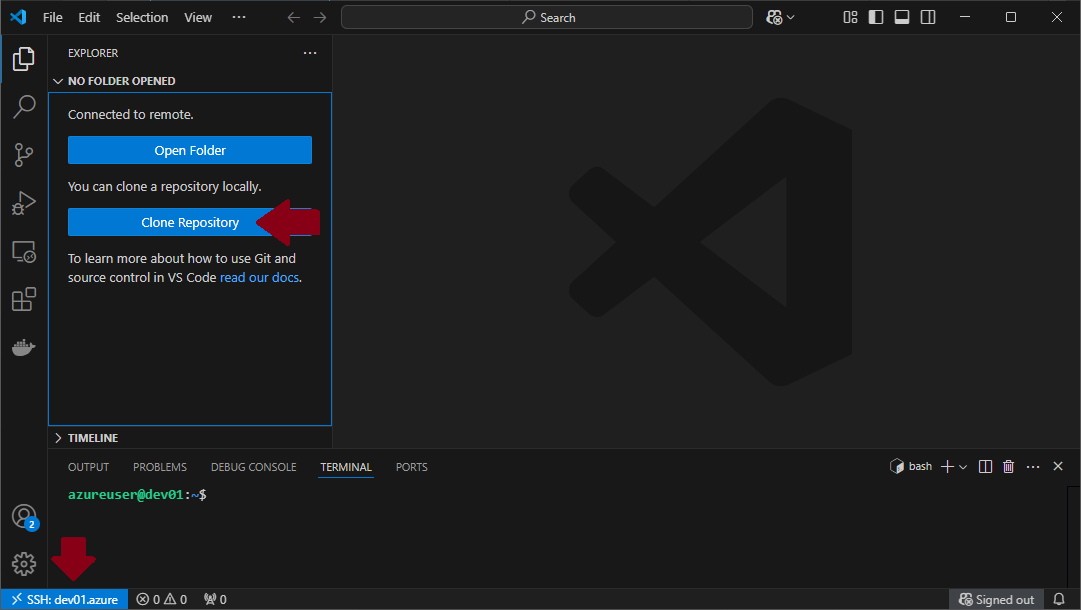 File Edit Selection View ···
Search
EXPLORER ···
NO FOLDER OPENED
Connected to remote.
Open Folder
You can clone a repository locally.
Clone Repository
To learn more about how to use Git and
source control in VS Code read our docs.
TIMELINE
OUTPUT PROBLEMS DEBUG CONSOLE TERMINAL PORTS
bash
azureuser@dev01:~$
2
SSH: dev01.azure 0 0 0 Signed out